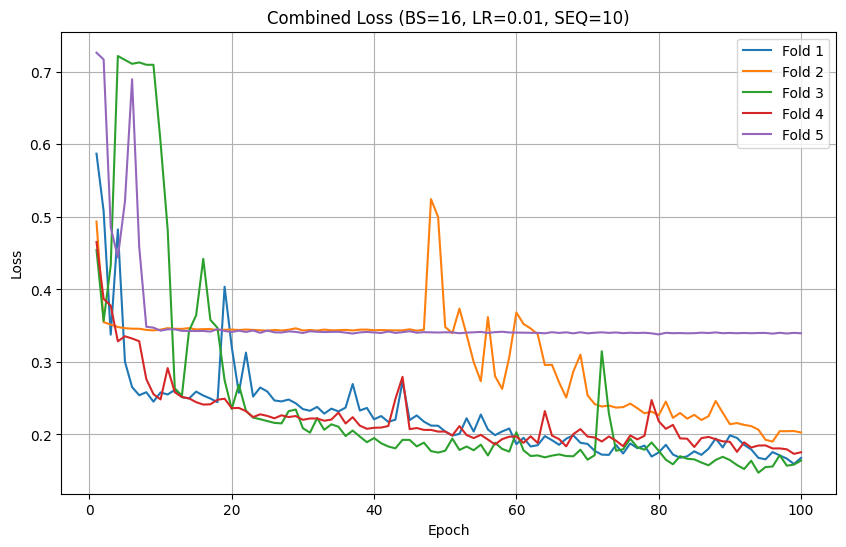 Combined Loss (BS=16, LR=0.01, SEQ=10)
Fold 1
Fold 2
Fold 3
Fold 4
Fold 5
0.7
0.6
0.5
0.4
0.3
0.2
Loss
0 20 40 60 80 100
Epoch